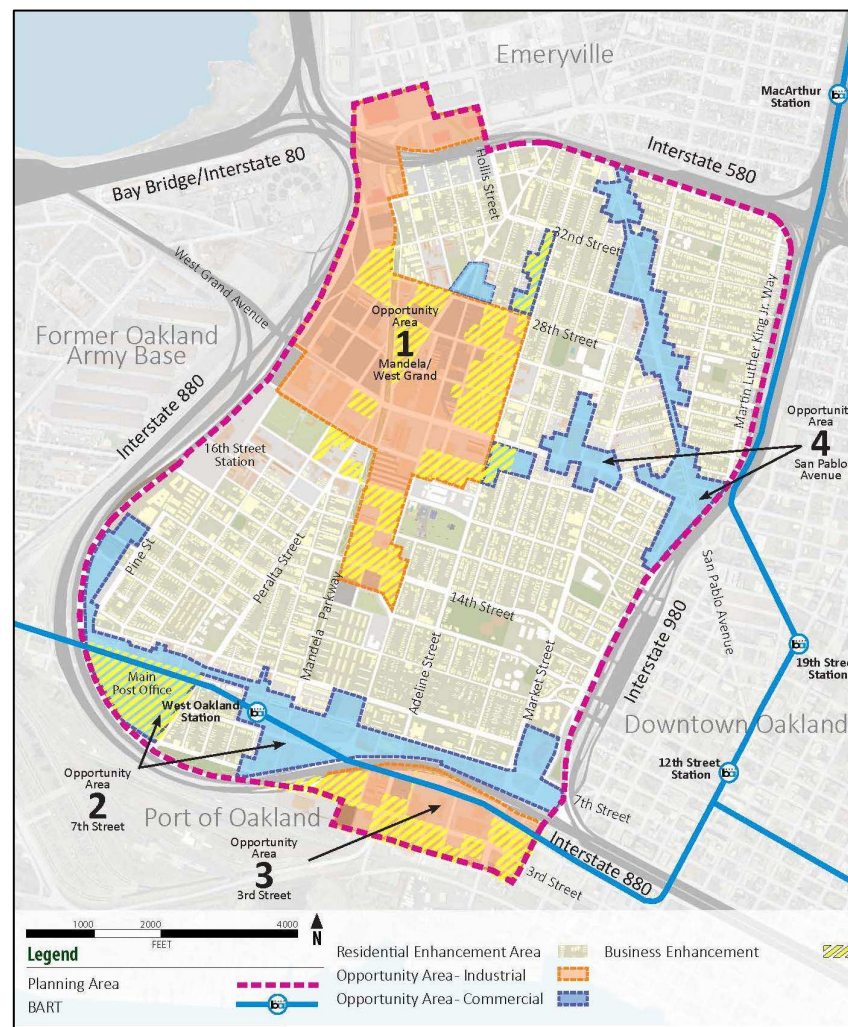 Emeryville
MacArthur
Station
Interstate 580
Bay Bridge/Interstate 80
Hollis Street
32nd Street
West Grand Avenue
Opportunity
Area
1
Mandela/
West Grand
28th Street
Martin Luther King Jr. Way
Former Oakland
Army Base
Interstate 880
Opportunity
Area
4
San Pablo
Avenue
16th Street
Station
Pine St
Peralta Street
Mandela Parkway
14th Street
Adeline Street
Market Street
San Pablo Avenue
Interstate 980
19th Street
Station
Main
Post Office
West Oakland
Station
Downtown Oakland
12th Street
Station
Opportunity
Area
2
7th Street
Port of Oakland
7th Street
Opportunity
Area
3
3rd Street
3rd Street
Interstate 880
1000 2000 4000
FEET
N
Legend
Planning Area
BART
Residential Enhancement Area
Opportunity Area- Industrial
Opportunity Area- Commercial
Business Enhancement